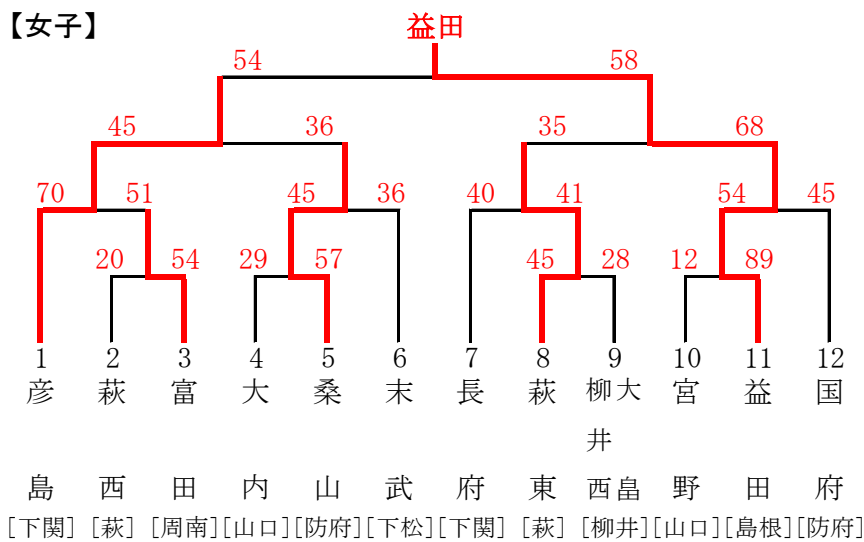 【女子】
益田
54 58
45 36 35 68
70 51 45 36 40 41 54 45
20 54 29 57 45 28 12 89
1 2 3 4 5 6 7 8 9 10 11 12
彦島
萩西
富田
大内
桑山
末武
長府
萩東
柳井西
大畠
宮野
益田
国府
[下関] [萩] [周南] [山口] [防府] [下松] [下関] [萩] [柳井] [山口] [島根] [防府]